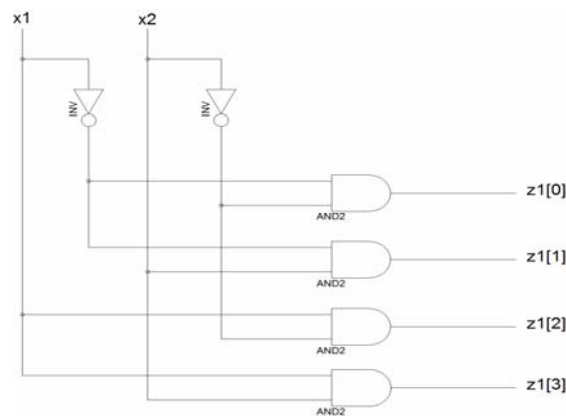 x1 x2
INV INV
z1[0]
AND2
z1[1]
AND2
z1[2]
AND2
z1[3]
AND2